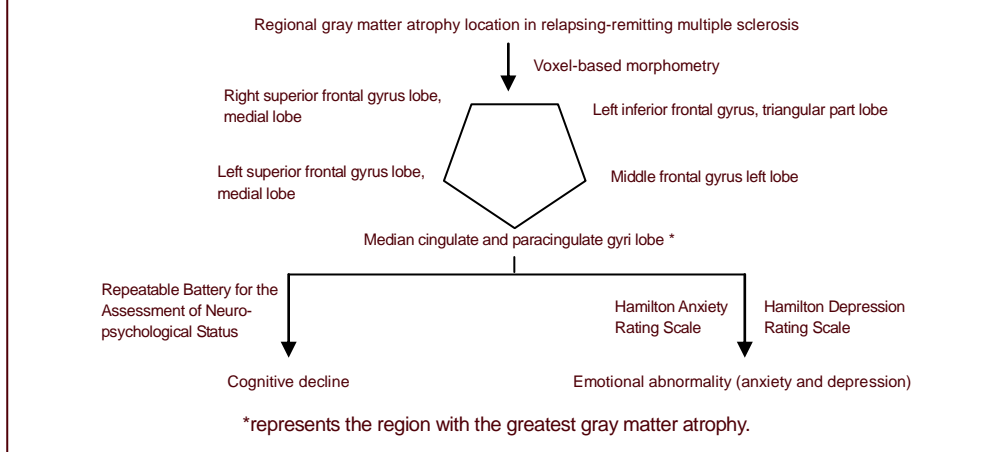 Regional gray matter atrophy location in relapsing-remitting multiple sclerosis
Voxel-based morphometry
Right superior frontal gyrus lobe,
medial lobe
Left inferior frontal gyrus, triangular part lobe
Left superior frontal gyrus lobe,
medial lobe
Middle frontal gyrus left lobe
Median cingulate and paracingulate gyri lobe *
Repeatable Battery for the
Assessment of Neuro-
psychological Status
Hamilton Anxiety
Rating Scale
Hamilton Depression
Rating Scale
Cognitive decline
Emotional abnormality (anxiety and depression)
*represents the region with the greatest gray matter atrophy.